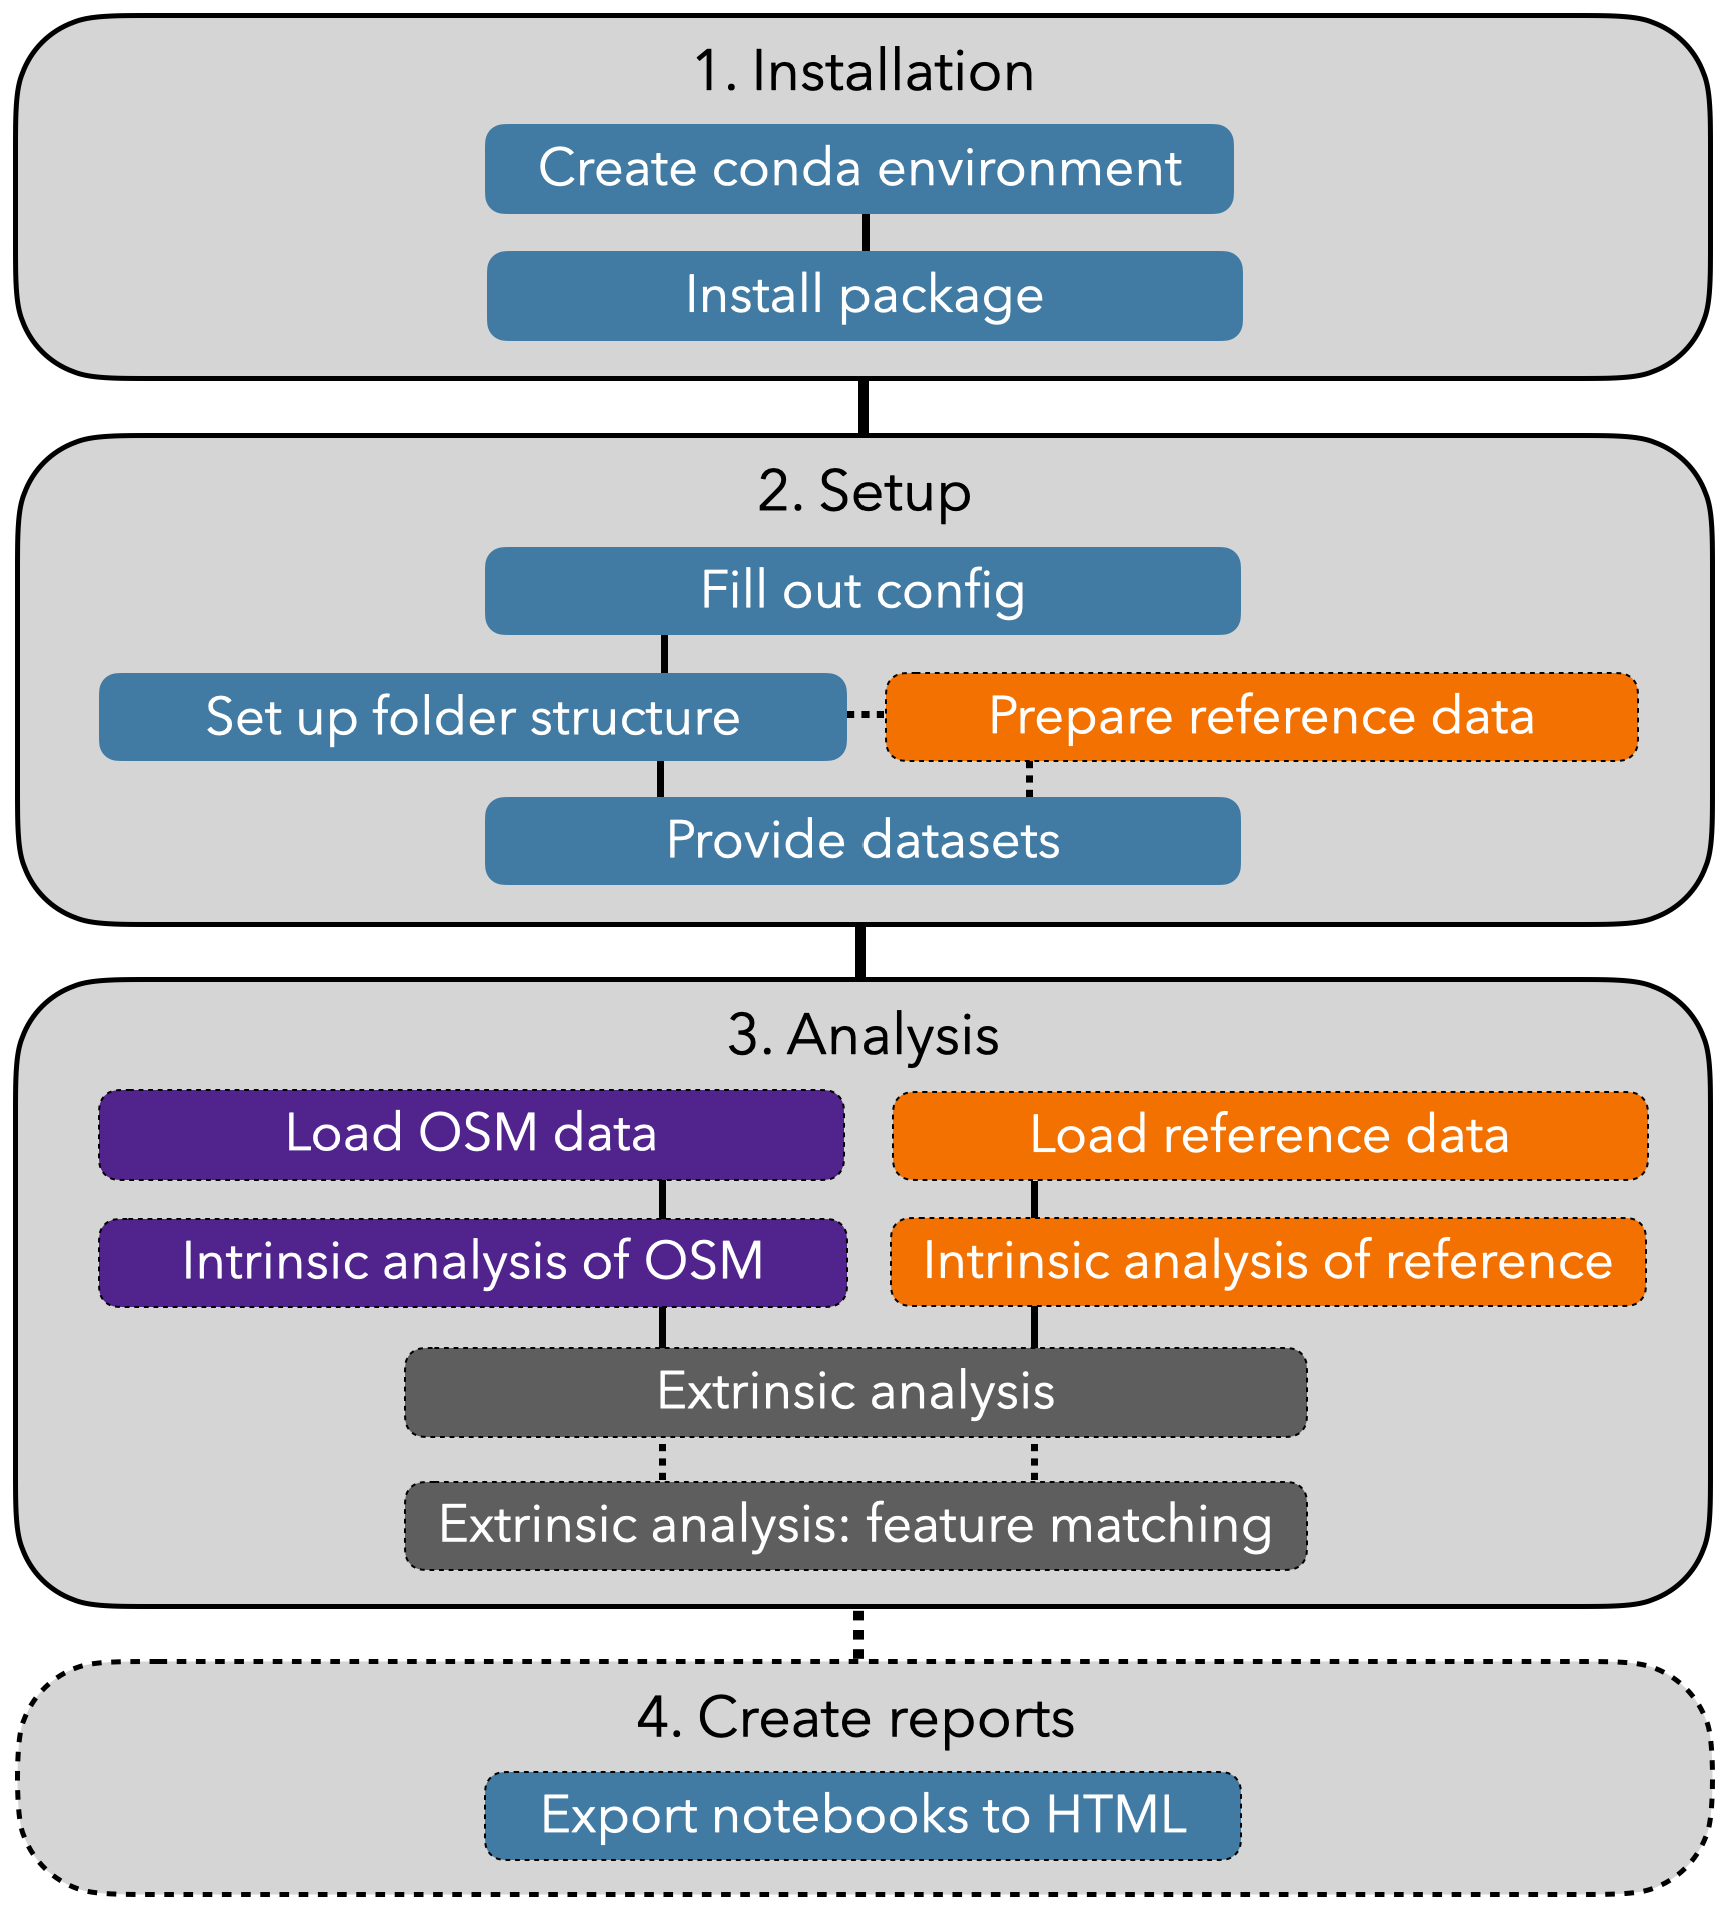 1. Installation
Create conda environment
Install package
2. Setup
Fill out config
Set up folder structure
Prepare reference data
Provide datasets
3. Analysis
Load OSM data
Load reference data
Intrinsic analysis of OSM
Intrinsic analysis of reference
Extrinsic analysis
Extrinsic analysis: feature matching
4. Create reports
Export notebooks to HTML